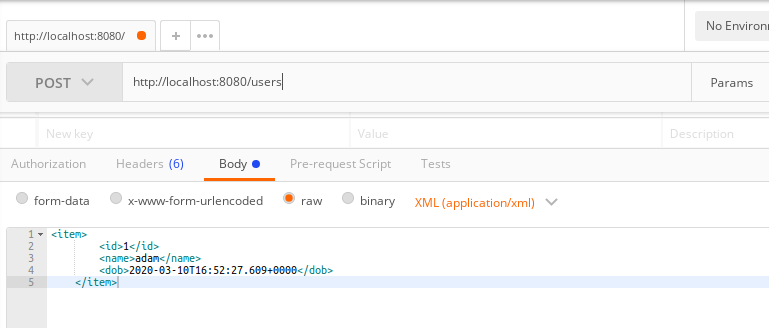 http://localhost:8080/
+
•••
No Environ
POST
http://localhost:8080/users
Params
New key
Value
Description
Authorization
Headers (6)
Body
Pre-request Script
Tests
form-data
x-www-form-urlencoded
raw
binary
XML (application/xml)
1 <item>
2 <id>1</id>
3 <name>adam</name>
4 <dob>2020-03-10T16:52:27.609+0000</dob>
5 </item>